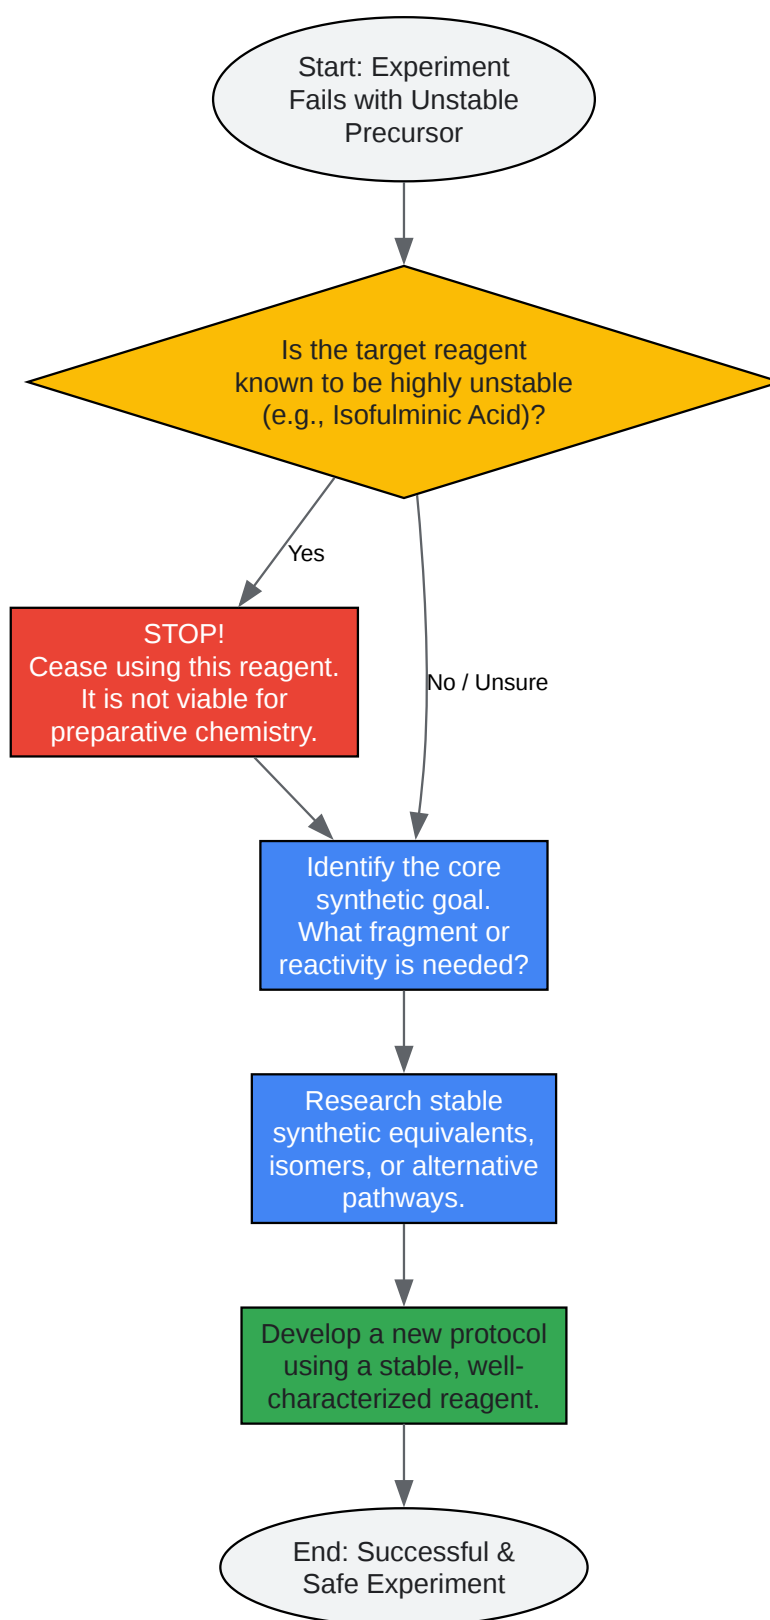 Start: Experiment
Fails with Unstable
Precursor
Is the target reagent
known to be highly unstable
(e.g., Isofulminic Acid)?
Yes
STOP!
Cease using this reagent.
It is not viable for
preparative chemistry.
No / Unsure
Identify the core
synthetic goal.
What fragment or
reactivity is needed?
Research stable
synthetic equivalents,
isomers, or alternative
pathways.
Develop a new protocol
using a stable, well-
characterized reagent.
End: Successful &
Safe Experiment